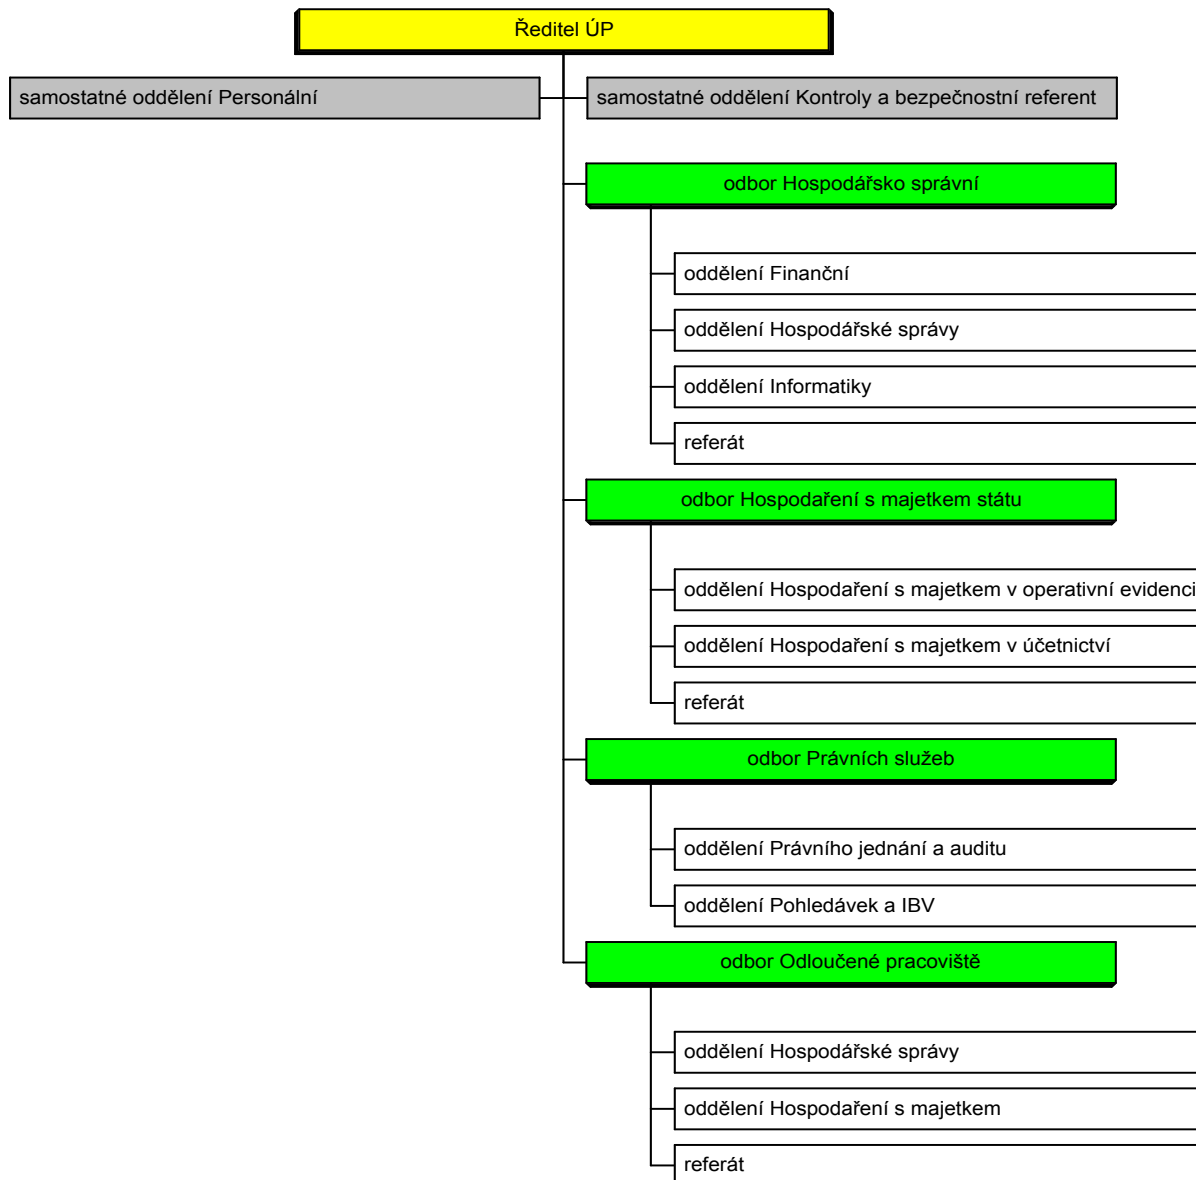 Ředitel ÚP
samostatné oddělení Personální
samostatné oddělení Kontroly a bezpečnostní referent
odbor Hospodářsko správní
oddělení Finanční
oddělení Hospodářské správy
oddělení Informatiky
referát
odbor Hospodaření s majetkem státu
oddělení Hospodaření s majetkem v operativní evidenci
oddělení Hospodaření s majetkem v účetnictví
referát
odbor Právních služeb
oddělení Právního jednání a auditu
oddělení Pohledávek a IBV
odbor Odloučené pracoviště
oddělení Hospodářské správy
oddělení Hospodaření s majetkem
referát